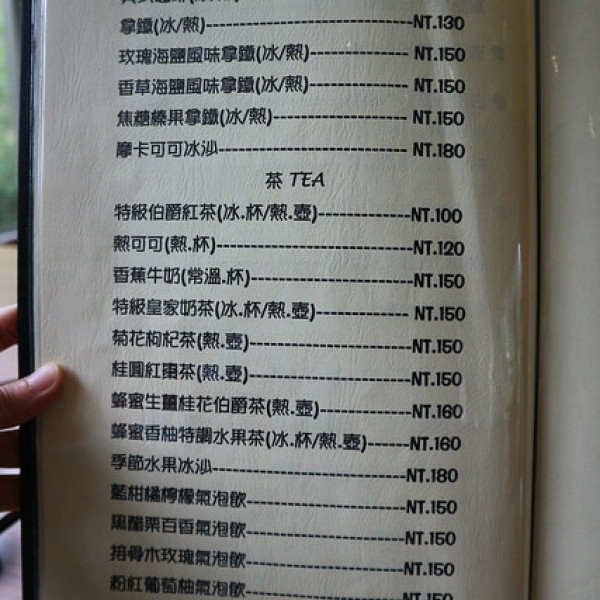 拿鐵(冰/熱)-----------------NT.130
玫瑰海鹽風味拿鐵(冰/熱)------------NT.150
香草海鹽風味拿鐵(冰/熱)------------NT.150
焦糖榛果拿鐵(冰/熱)-----------------NT.150
摩卡可可冰沙------------------------NT.180
茶 TEA
特級伯爵紅茶(冰.杯/熱.壺)-------------NT.100
熱可可(熱.杯)---------------------------NT.120
香蕉牛奶(常溫.杯)----------------------NT.150
特級皇家奶茶(冰.杯/熱.壺)------------ NT.150
菊花枸杞茶(熱.壺)----------------------NT.150
桂圓紅棗茶(熱.壺)----------------------NT.150
蜂蜜生薑桂花伯爵茶(熱.壺)------------NT.160
蜂蜜香柚特調水果茶(冰.杯/熱.壺)------NT.160
季節水果冰沙---------------------------NT.180
藍柑橘檸檬氣泡飲----------------------NT.150
黑醋栗百香氣泡飲----------------------NT.150
接骨木玫瑰氣泡飲----------------------NT.150
粉紅葡萄柚氣泡飲----------------------NT.150